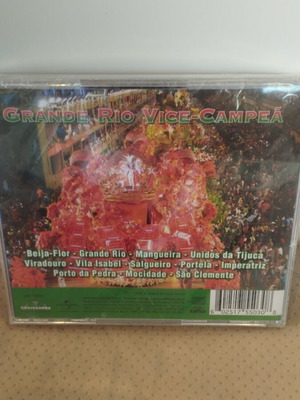 GRANDE RIO VICE-CAMPEÃ
Beija-Flor - Grande Rio - Mangueira - Unidos da Tijuca
Viradouro - Vila Isabel - Salgueiro - Portela - Imperatriz
Porto da Pedra - Mocidade - São Clemente